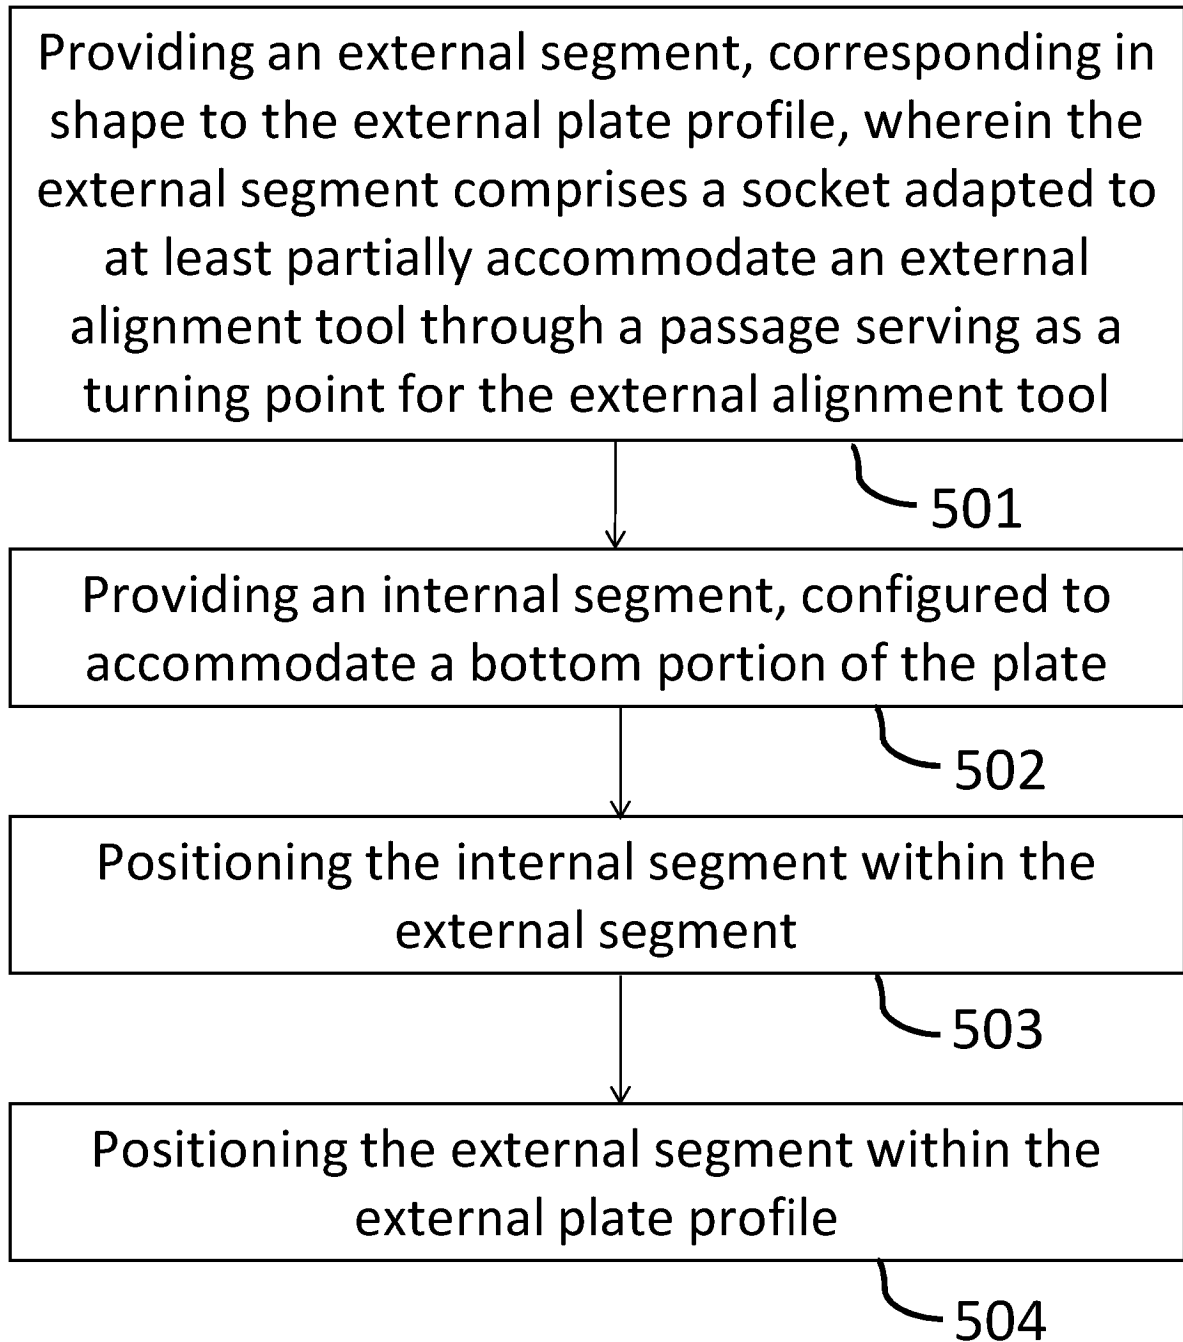 Providing an external segment, corresponding in
shape to the external plate profile, wherein the
external segment comprises a socket adapted to
at least partially accommodate an external
alignment tool through a passage serving as a
turning point for the external alignment tool
501
Providing an internal segment, configured to
accommodate a bottom portion of the plate
502
Positioning the internal segment within the
external segment
503
Positioning the external segment within the
external plate profile
504